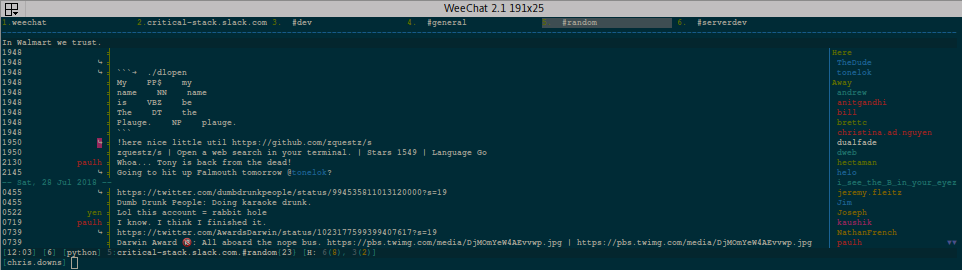 WeeChat 2.1 191x25
1.weechat 2.critical-stack.slack.com 3. #dev 4. #general #random 6. #serverdev
In Walmart we trust.
1948 Here
↪ TheDude
1948 ↪ ```➜ ./dlopen tonelok
1948 My PP$ my Away
1948 name NN name andrew
1948 is VBZ be anitgandhi
1948 The DT the bill
1948 Plauge. NP plauge. brettc
1948 ``` christina.ad.nguyen
1950 ↪ !here nice little util https://github.com/zquestz/s dualfade
1950 zquestz/s | Open a web search in your terminal. | Stars 1549 | Language Go dweb
2130 paulh Whoa... Tony is back from the dead! hectaman
2145 ↪ Going to hit up Falmouth tomorrow @tonelok? helo
-- Sat, 28 Jul 2018 -- i_see_the_B_in_your_eyez
0455 ↪ https://twitter.com/dumbdrunkpeople/status/994535811013120000?s=19 jeremy.fleitz
0455 Dumb Drunk People: Doing karaoke drunk. Jim
0522 yen Lol this account = rabbit hole Joseph
0719 paulh I know. I think I finished it. kaushik
0739 ↪ https://twitter.com/AwardsDarwin/status/102317759939407617?s=19 NathanFrench
0739 Darwin Award 🔞: All aboard the nope bus. https://pbs.twimg.com/media/DjMOmYeW4AEvvwp.jpg | https://pbs.twimg.com/media/DjMOmYeW4AEvvwp.jpg paulh ▼▼
[12:03] [6] [python] 5:critical-stack.slack.com.#random(23) [H: 6(8), 3(2)]
[chris.downs]